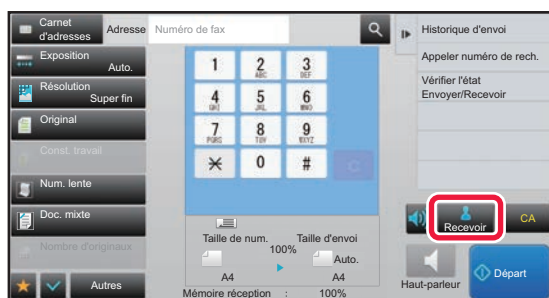 Carnet
d'adresses
Adresse
Numéro de fax
Historique d'envoi
Exposition
Auto.
Appeler numéro de rech.
Résolution
Super fin
Vérifier l'état
Envoyer/Recevoir
Original
Const. travail
Num. lente
Doc. mixte
Nombre d'originaux
Autres
1
2
ABC
3
DEF
4
GHI
5
JKL
6
MNO
7
PQRS
8
TUV
9
WXYZ
0
#
C
Taille de num.
100%
Taille d'envoi
Auto.
A4
A4
Mémoire réception : 100%
Recevoir
CA
Haut-parleur
Départ